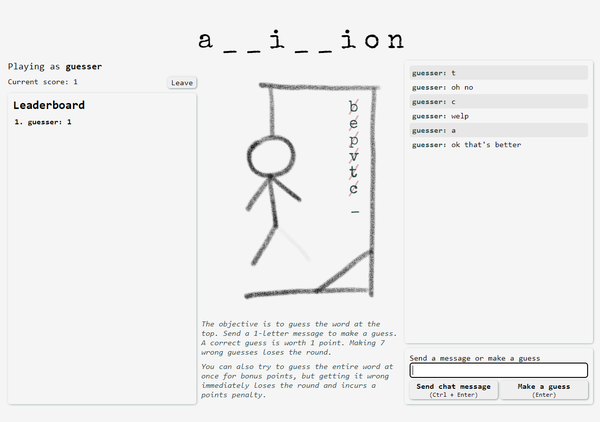 a _ _ i _ _ i o n
Playing as guesser
Current score: 1
Leave
Leaderboard
1. guesser: 1
b
e
p
v
t
c
_
The objective is to guess the word at the
top. Send a 1-letter message to make a guess.
A correct guess is worth 1 point. Making 7
wrong guesses loses the round.
You can also try to guess the entire word at
once for bonus points, but getting it wrong
immediately loses the round and incurs a
points penalty.
guesser: t
guesser: oh no
guesser: c
guesser: welp
guesser: a
guesser: ok that's better
Send a message or make a guess
Send chat message
(Ctrl + Enter)
Make a guess
(Enter)